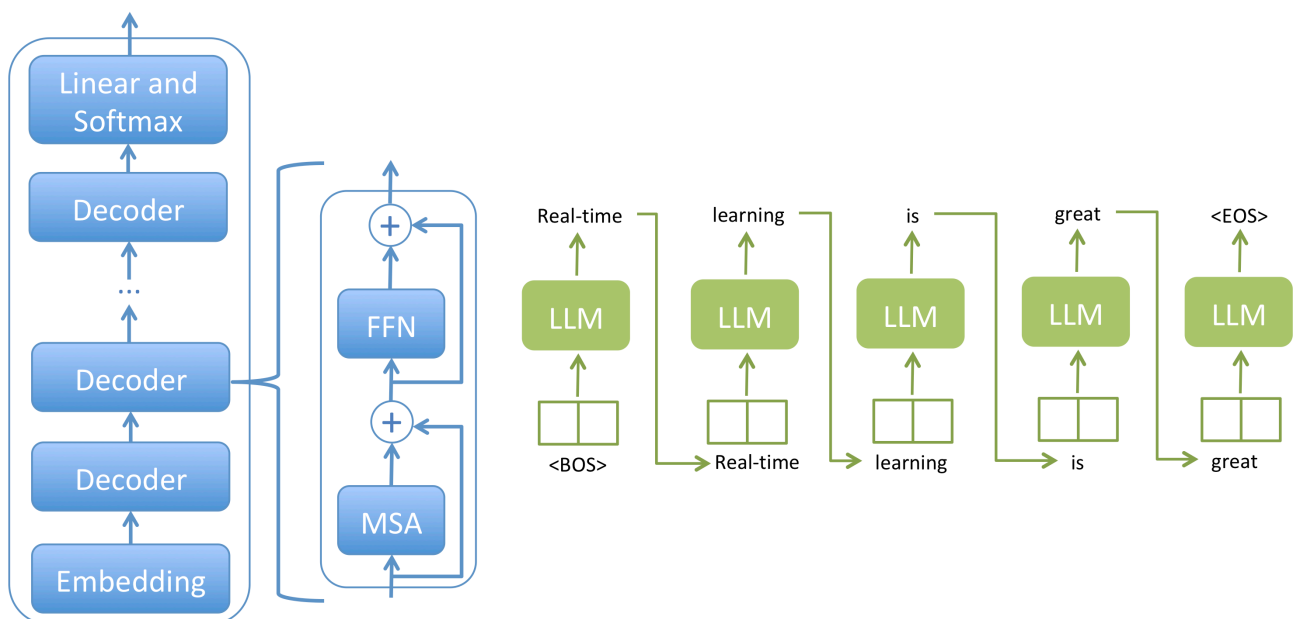 Linear and
Softmax
Decoder
...
Decoder
Decoder
Embedding
+
FFN
+
MSA
Real-time
learning
is
great
<EOS>
LLM
LLM
LLM
LLM
LLM
<BOS>
Real-time
learning
is
great